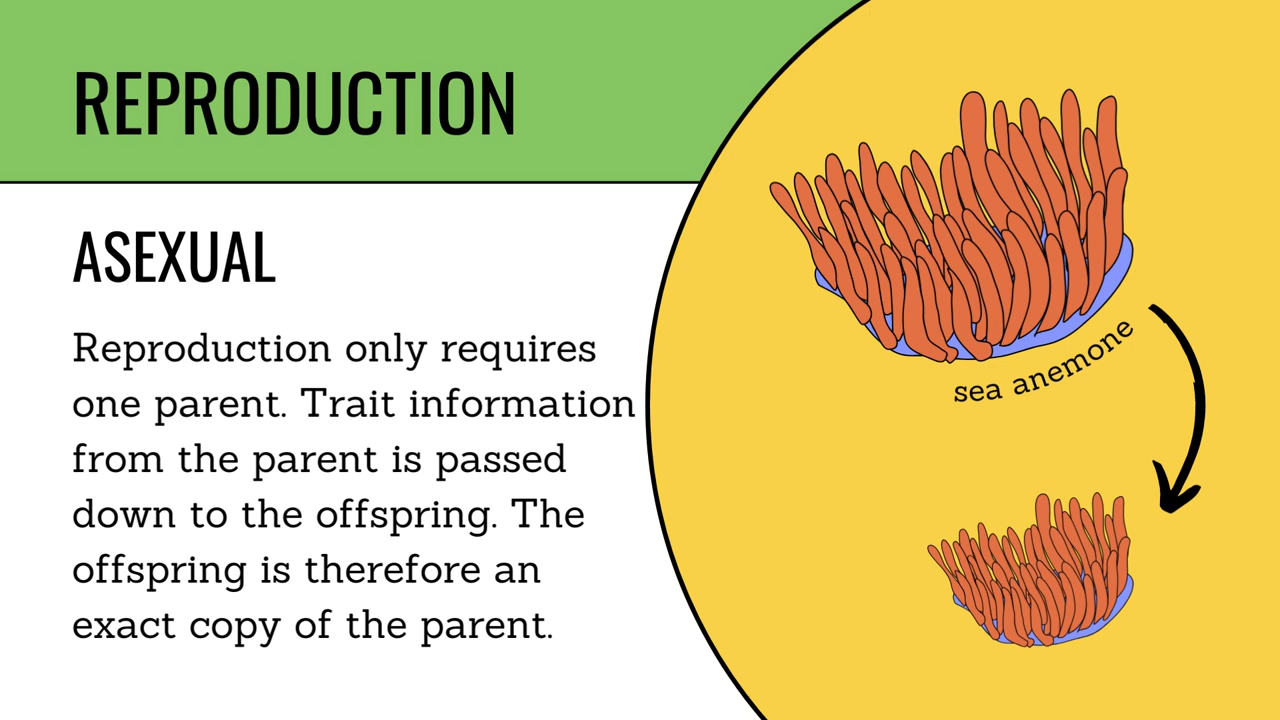 REPRODUCTION
ASEXUAL
Reproduction only requires
one parent. Trait information
from the parent is passed
down to the offspring. The
offspring is therefore an
exact copy of the parent.
sea anemone